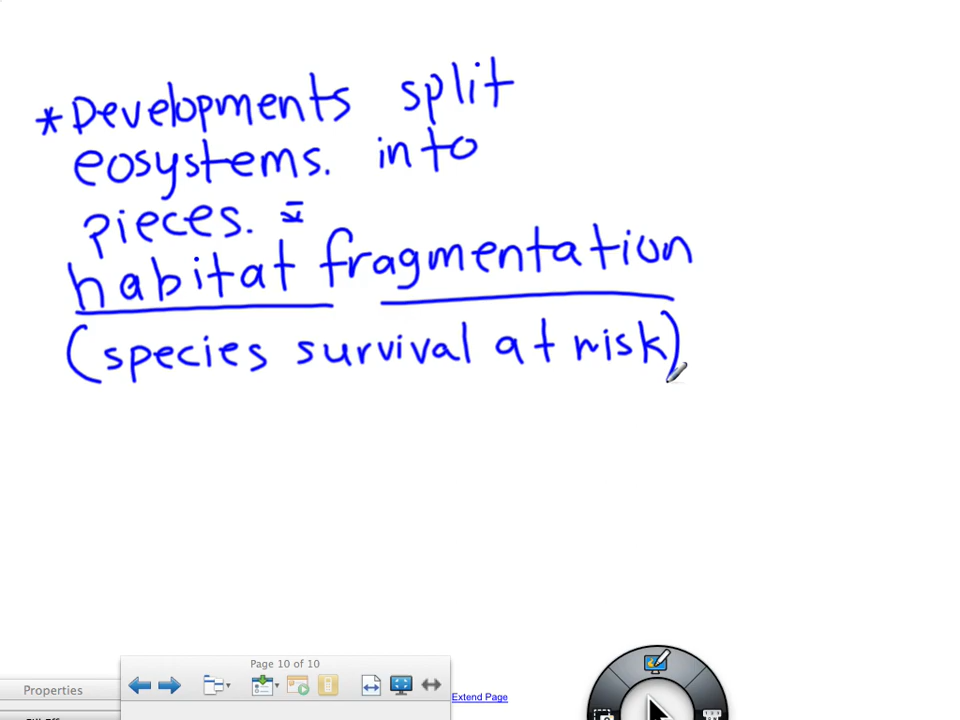 *Developments split
eosystems. into
pieces. =
habitat fragmentation
(species survival at risk)
Page 10 of 10
Properties
Extend Page